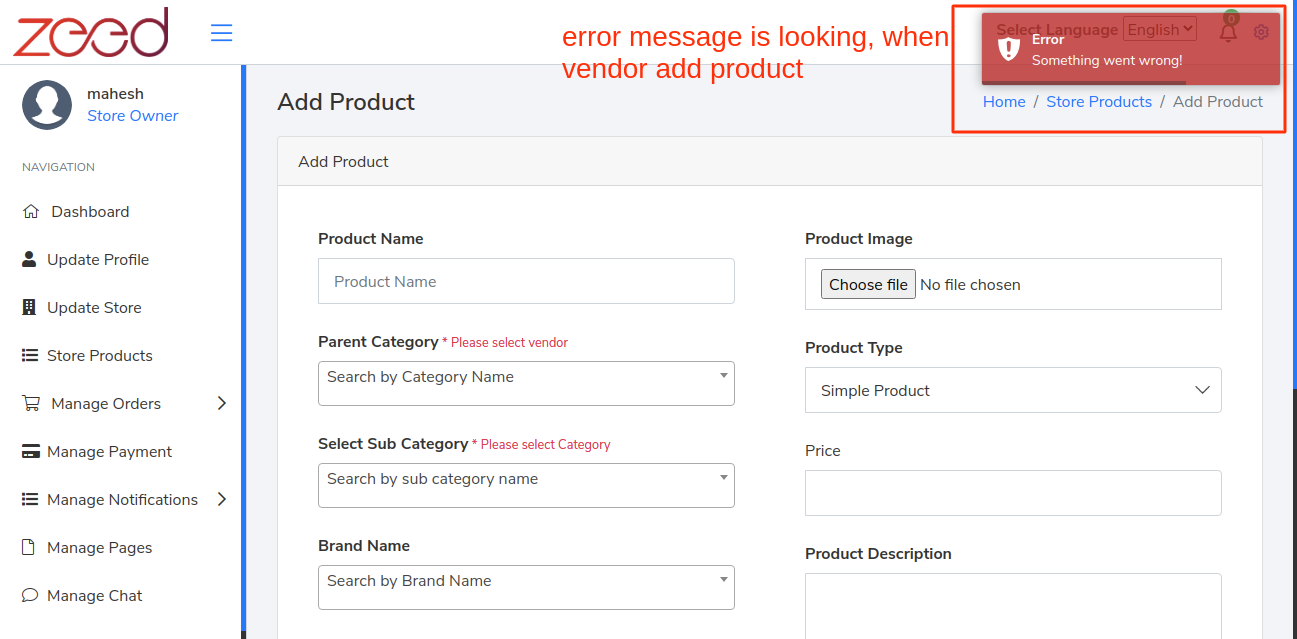 zeed
error message is looking, when
vendor add product
Select Language English 0
Error
Something went wrong!
mahesh
Store Owner
Add Product
Home / Store Products / Add Product
NAVIGATION
Dashboard
Update Profile
Update Store
Store Products
Manage Orders
Manage Payment
Manage Notifications
Manage Pages
Manage Chat
Add Product
Product Name
Product Name
Parent Category * Please select vendor
Search by Category Name
Select Sub Category * Please select Category
Search by sub category name
Brand Name
Search by Brand Name
Product Image
Choose file No file chosen
Product Type
Simple Product
Price
Product Description